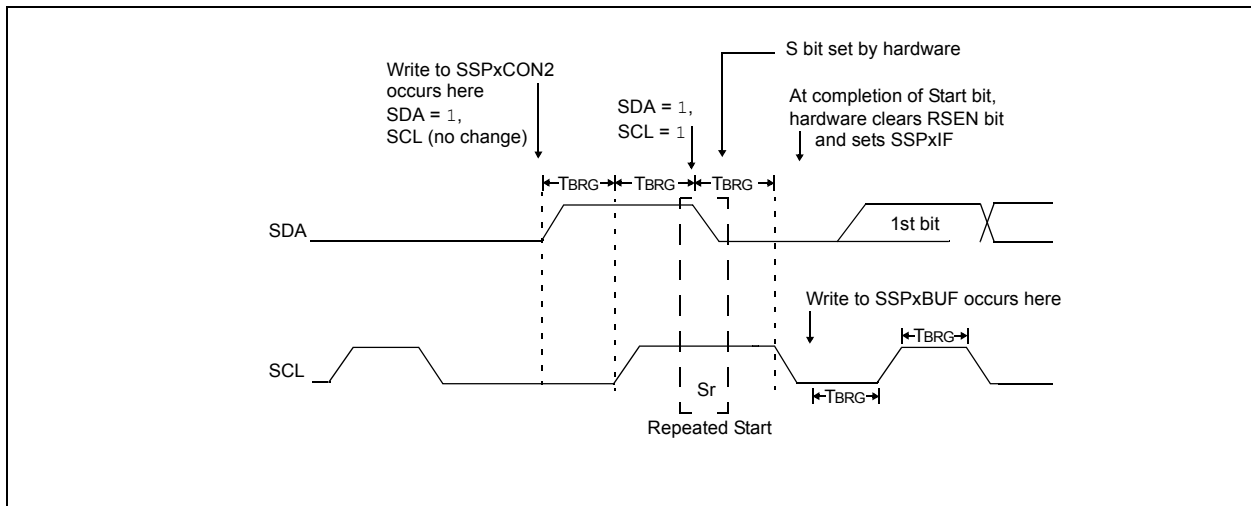 S bit set by hardware
Write to SSPxCON2
occurs here
SDA = 1,
SCL (no change)
SDA = 1,
SCL = 1
At completion of Start bit,
hardware clears RSEN bit
and sets SSPxIF
TBRG TBRG TBRG
SDA
1st bit
Write to SSPxBUF occurs here
TBRG
SCL
Sr
TBRG
Repeated Start